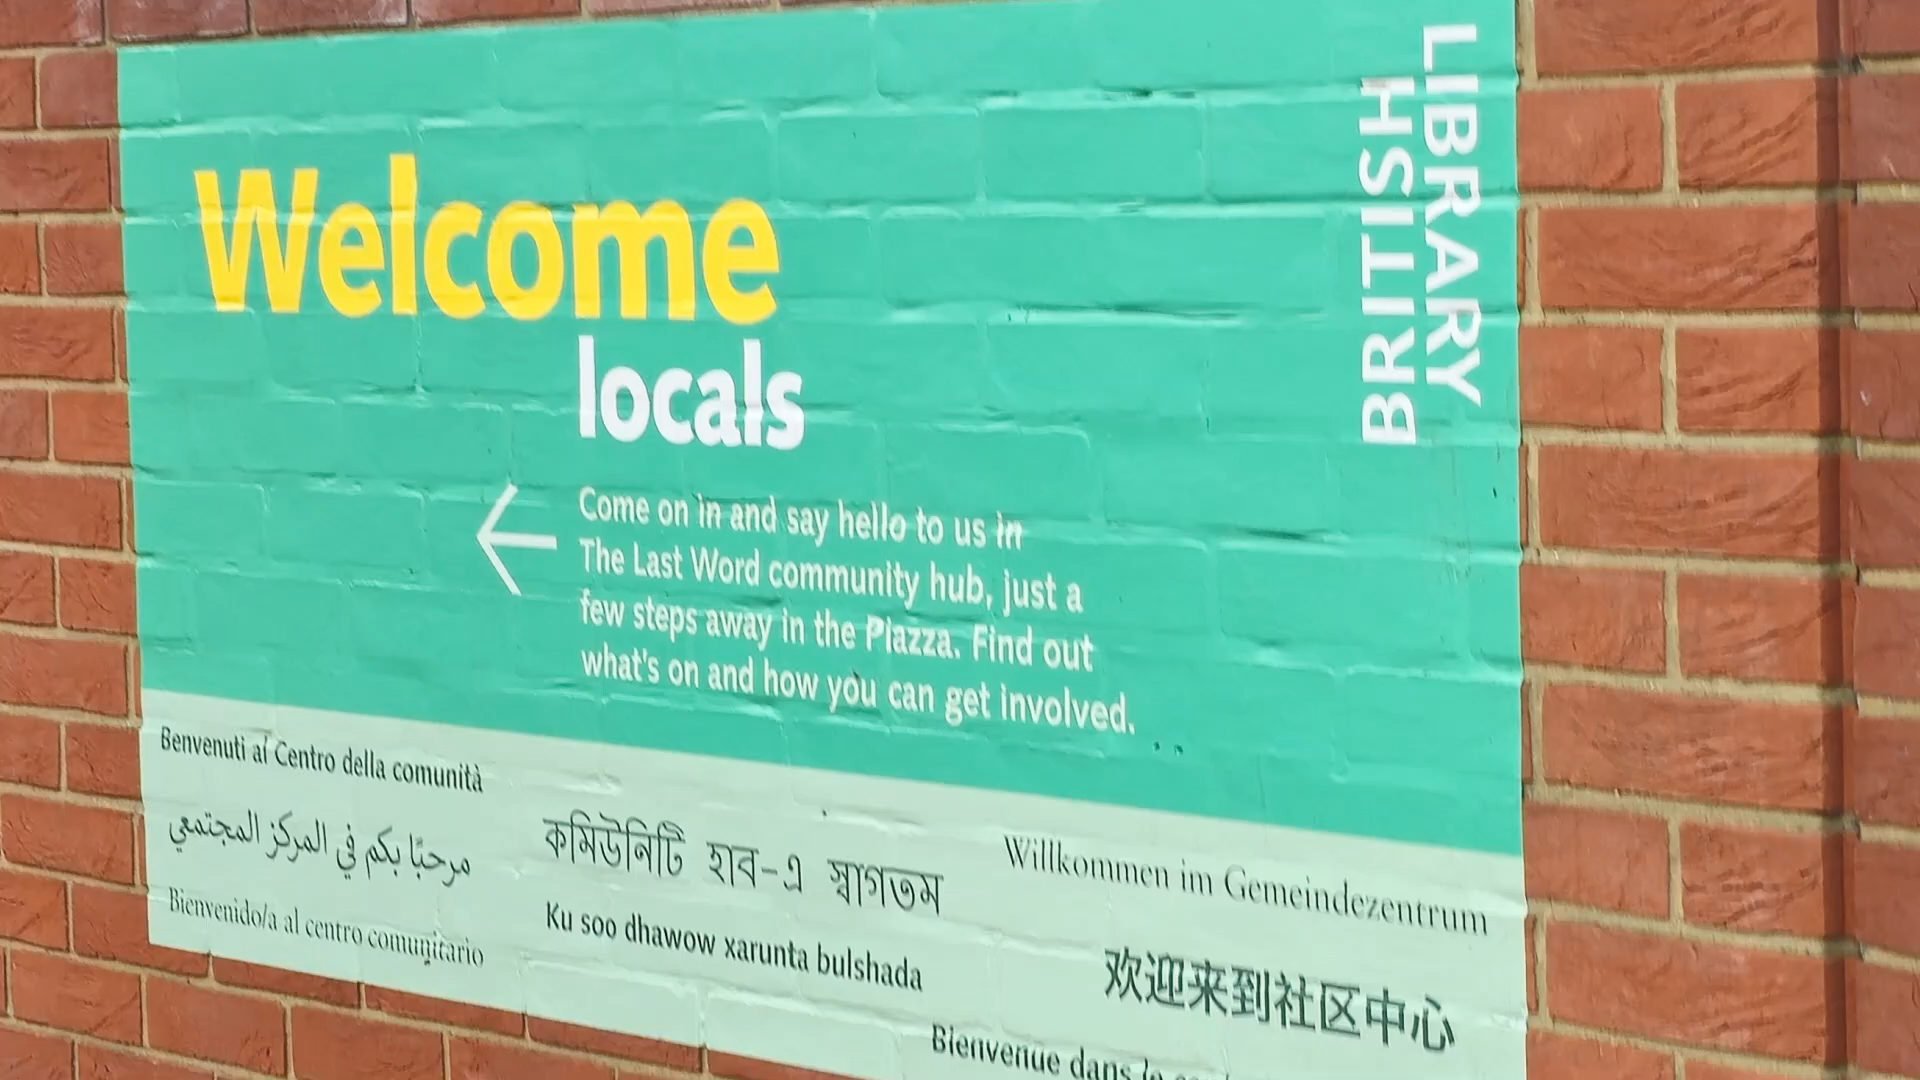 Welcome
locals
Come on in and say hello to us in
The Last Word community hub, just a
few steps away in the Piazza. Find out
what's on and how you can get involved.
BRITISH
LIBRARY
Benvenuti al Centro della comunità
مرحبًا بكم في المركز المجتمعي
Bienvenido/a al centro comunitario
কমিউনিটি হাব-এ স্বাগতম
Ku soo dhawow xarunta bulshada
Willkommen im Gemeindezentrum
欢迎来到社区中心
Bienvenue dans le